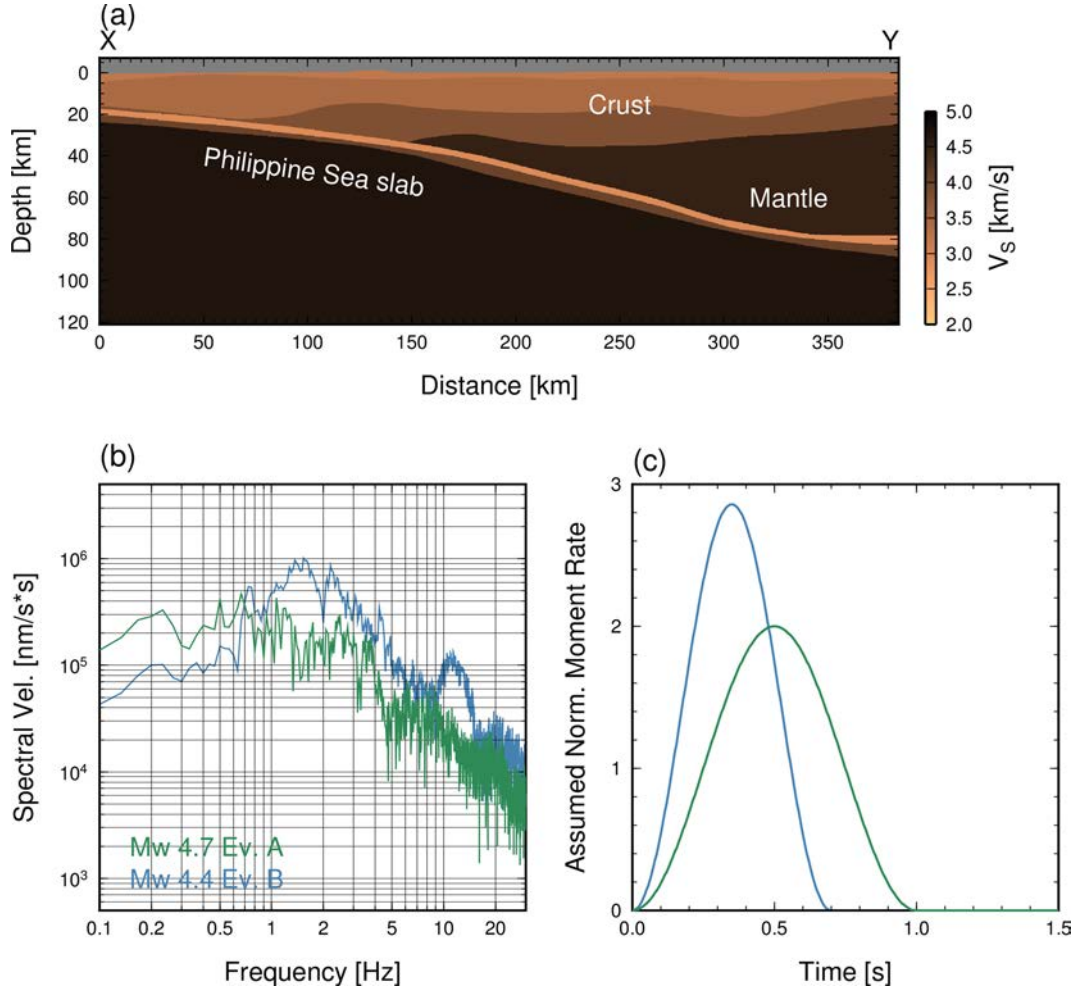 (a)
X Y
0
20
40
60
80
100
120
Depth [km]
Crust
Philippine Sea slab
Mantle
0 50 100 150 200 250 300 350
Distance [km]
5.0
4.5
4.0
3.5
3.0
2.5
2.0
VS [km/s]
(b)
10⁶
10⁵
10⁴
10³
Spectral Vel. [nm/s*s]
Mw 4.7 Ev. A
Mw 4.4 Ev. B
0.1 0.2 0.5 1 2 5 10 20
Frequency [Hz]
(c)
3
2
1
0
Assumed Norm. Moment Rate
0.0 0.5 1.0 1.5
Time [s]